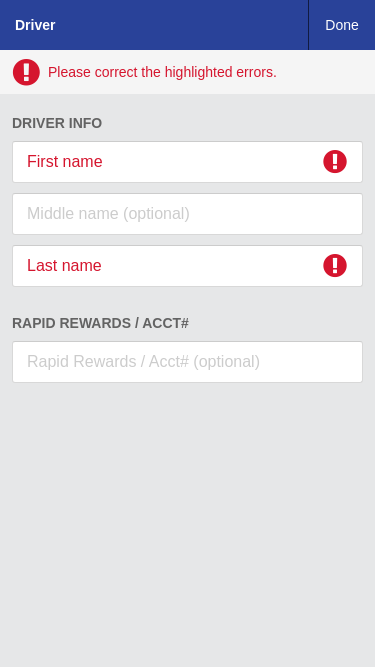 Driver
Done
Please correct the highlighted errors.
DRIVER INFO
First name
Middle name (optional)
Last name
RAPID REWARDS / ACCT#
Rapid Rewards / Acct# (optional)